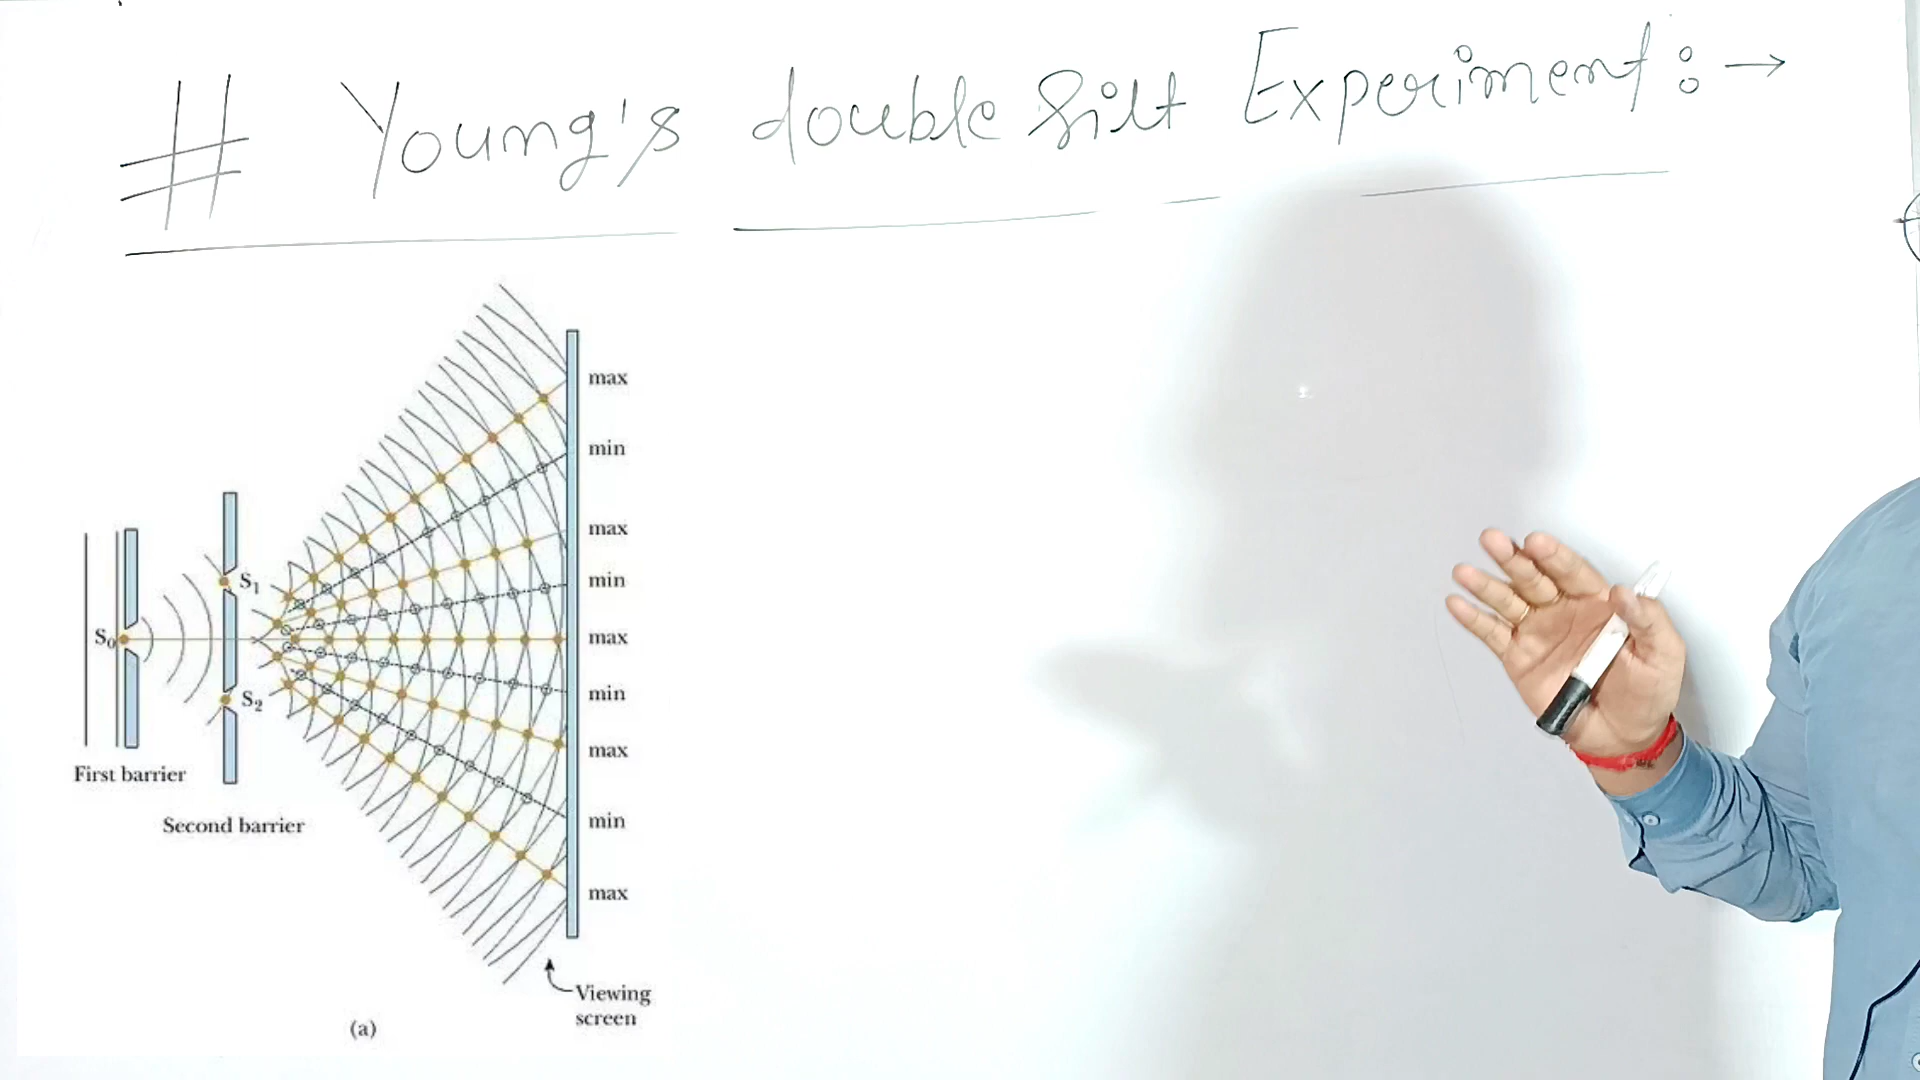 # Young's double silt Experiment : →
max
min
max
min
S₁
S₀
max
min
S₂
max
First barrier
min
Second barrier
max
Viewing
screen
(a)